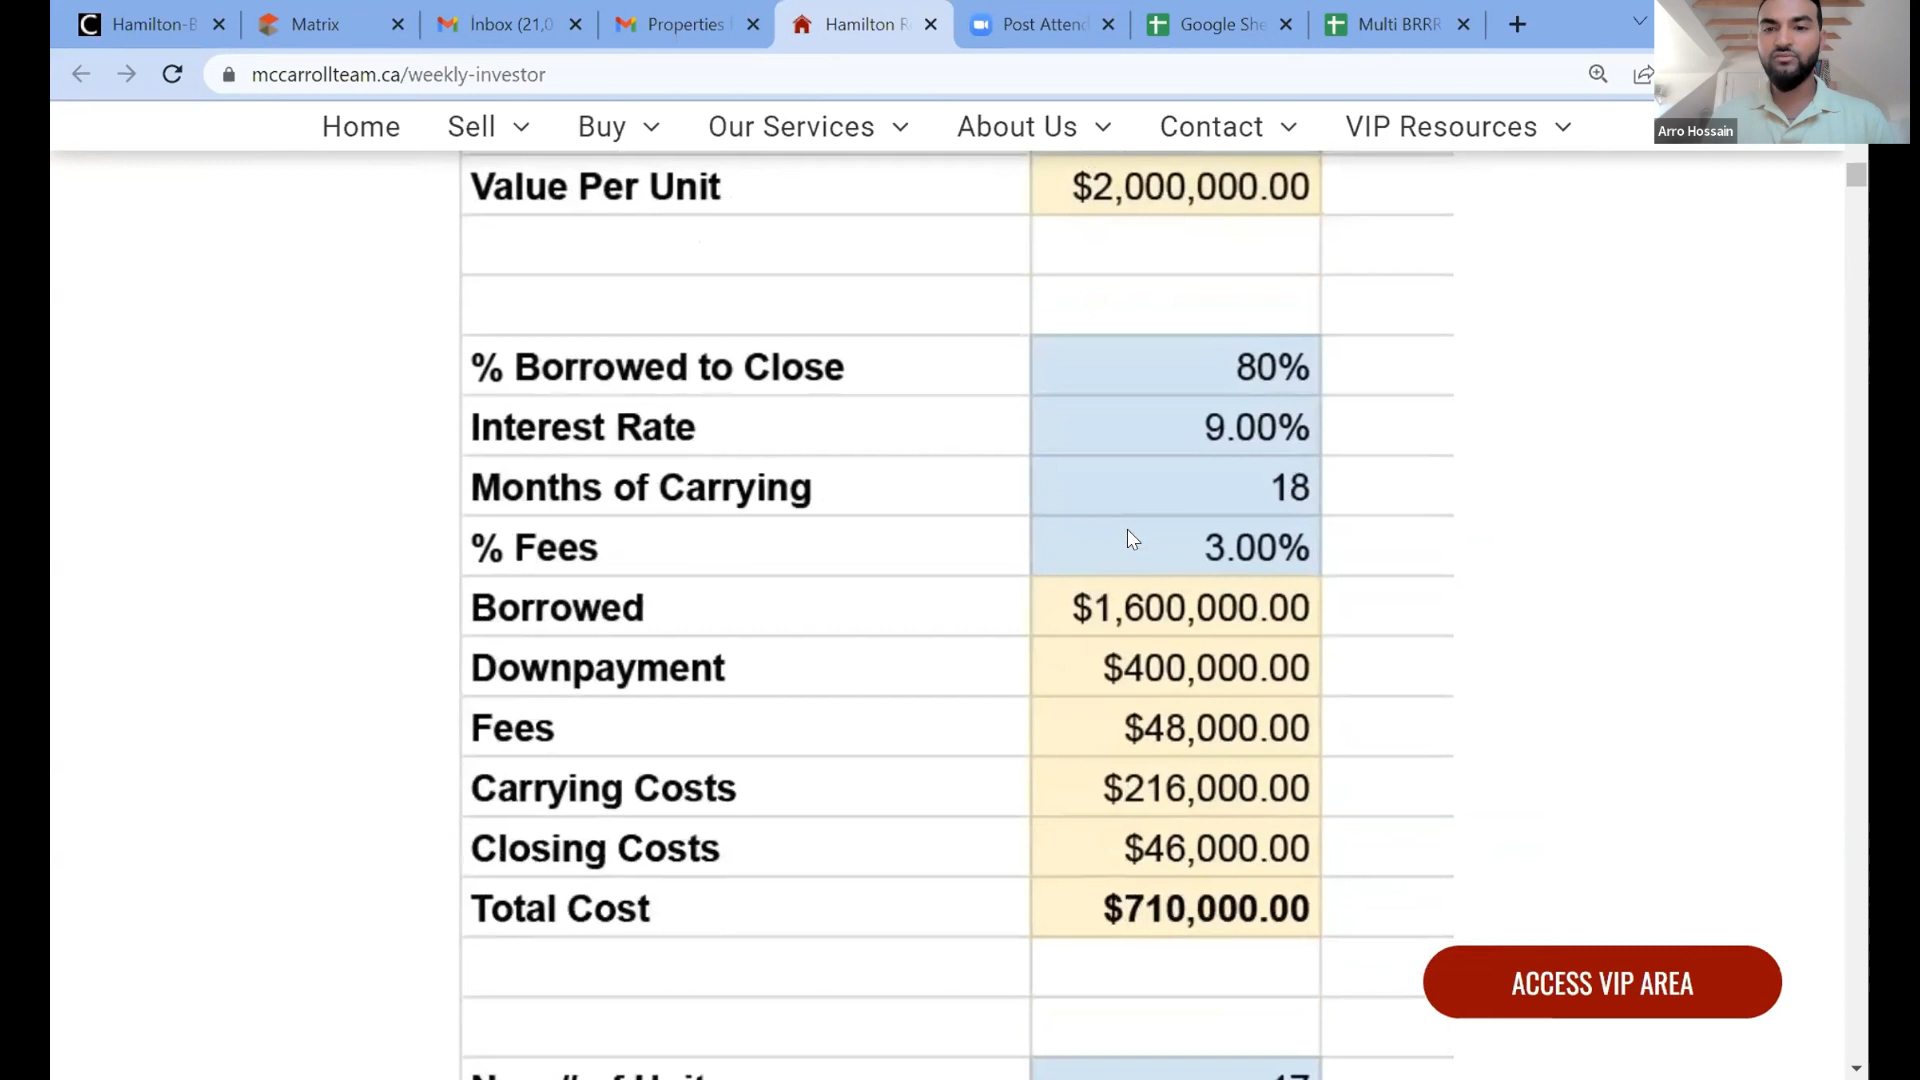 Hamilton-B
Matrix
Inbox (21,0
Properties
Hamilton R
Post Attend
Google She
Multi BRRR
mccarrollteam.ca/weekly-investor
Arro Hossain
Home
Sell
Buy
Our Services
About Us
Contact
VIP Resources
Value Per Unit $2,000,000.00
% Borrowed to Close 80%
Interest Rate 9.00%
Months of Carrying 18
% Fees 3.00%
Borrowed $1,600,000.00
Downpayment $400,000.00
Fees $48,000.00
Carrying Costs $216,000.00
Closing Costs $46,000.00
Total Cost $710,000.00
ACCESS VIP AREA